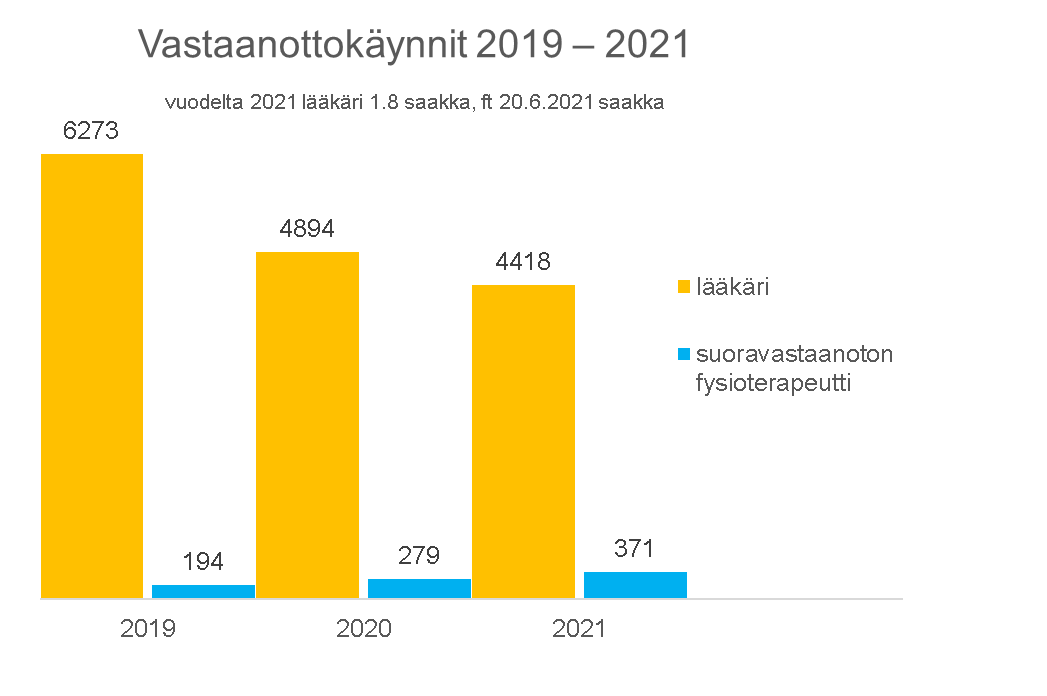 Vastaanottokäynnit 2019 – 2021
vuodelta 2021 lääkäri 1.8 saakka, ft 20.6.2021 saakka
6273
4894
4418
lääkäri
suoravastaanoton
fysioterapeutti
194
279
371
2019
2020
2021